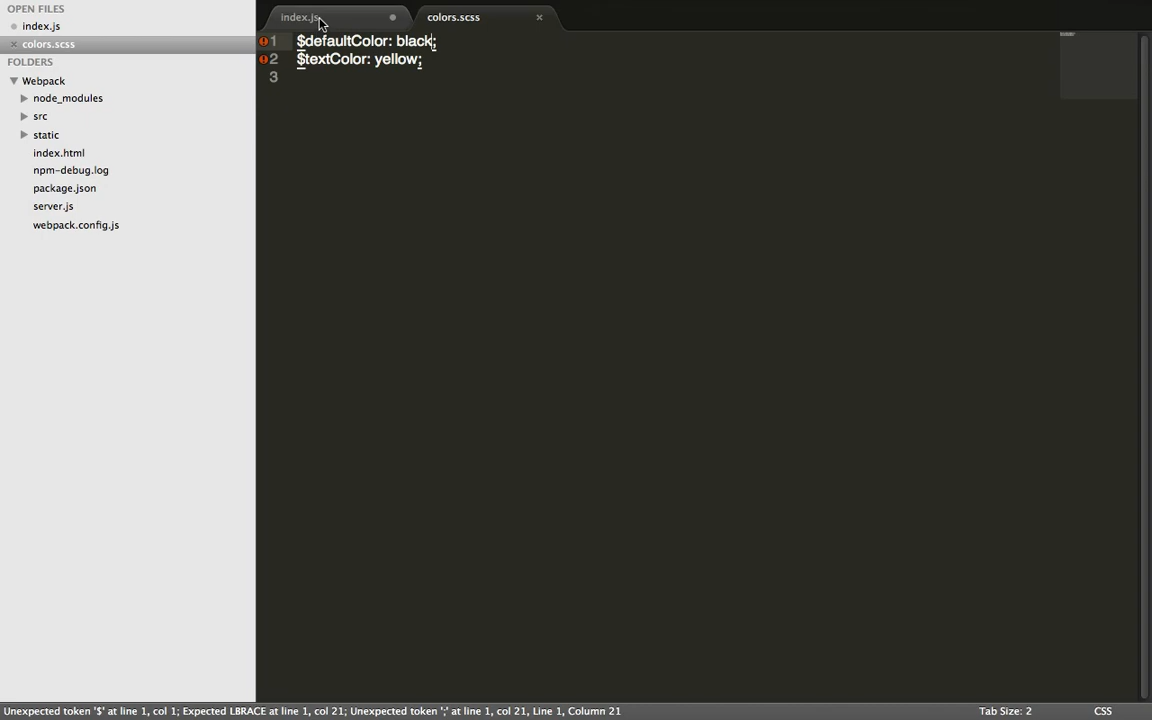 OPEN FILES
index.js
colors.scss
FOLDERS
Webpack
node_modules
src
static
index.html
npm-debug.log
package.json
server.js
webpack.config.js
index.js
colors.scss
1 $defaultColor: black;
2 $textColor: yellow;
3
Unexpected token '$' at line 1, col 1; Expected LBRACE at line 1, col 21; Unexpected token ';' at line 1, col 21, Line 1, Column 21
Tab Size: 2
CSS